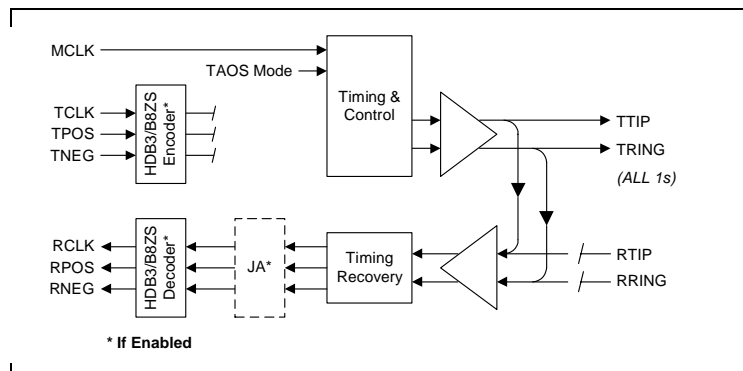 MCLK
TAOS Mode
Timing &
Control
TCLK
TPOS
TNEG
HDB3/B8ZS
Encoder*
TTIP
TRING
(ALL 1s)
RCLK
RPOS
RNEG
HDB3/B8ZS
Decoder*
JA*
Timing
Recovery
RTIP
RRING
* If Enabled